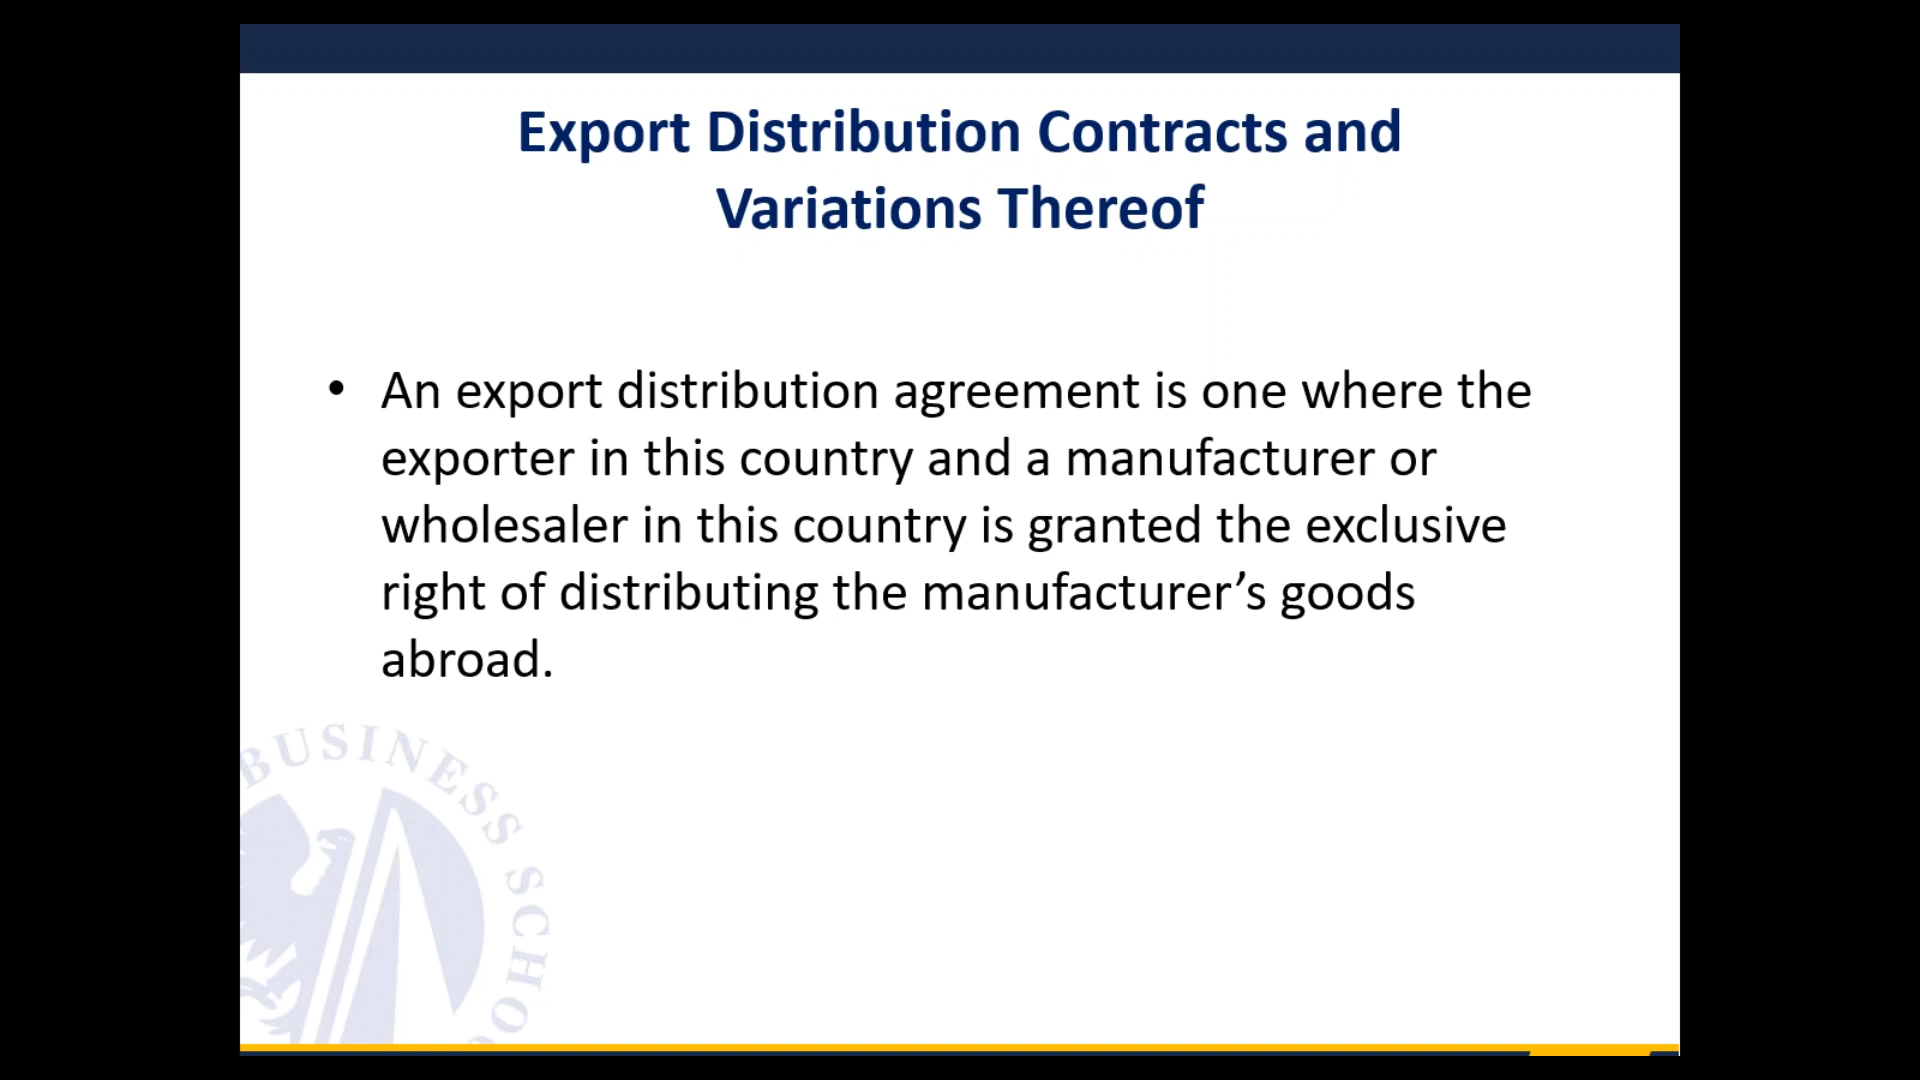 Export Distribution Contracts and
Variations Thereof
• An export distribution agreement is one where the
exporter in this country and a manufacturer or
wholesaler in this country is granted the exclusive
right of distributing the manufacturer’s goods
abroad.
BUSINESS SCHO